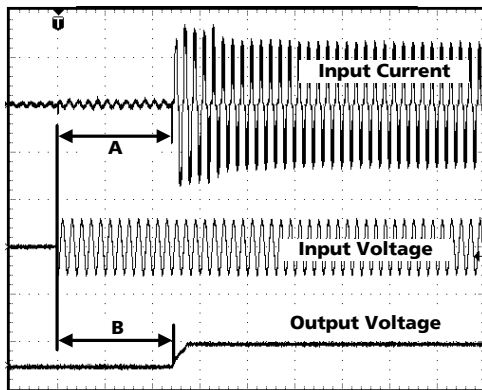 T
Input Current
A
Input Voltage
B
Output Voltage